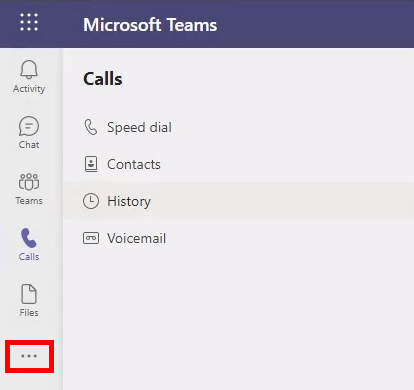 Microsoft Teams
Activity
Chat
Teams
Calls
Files
Calls
Speed dial
Contacts
History
Voicemail